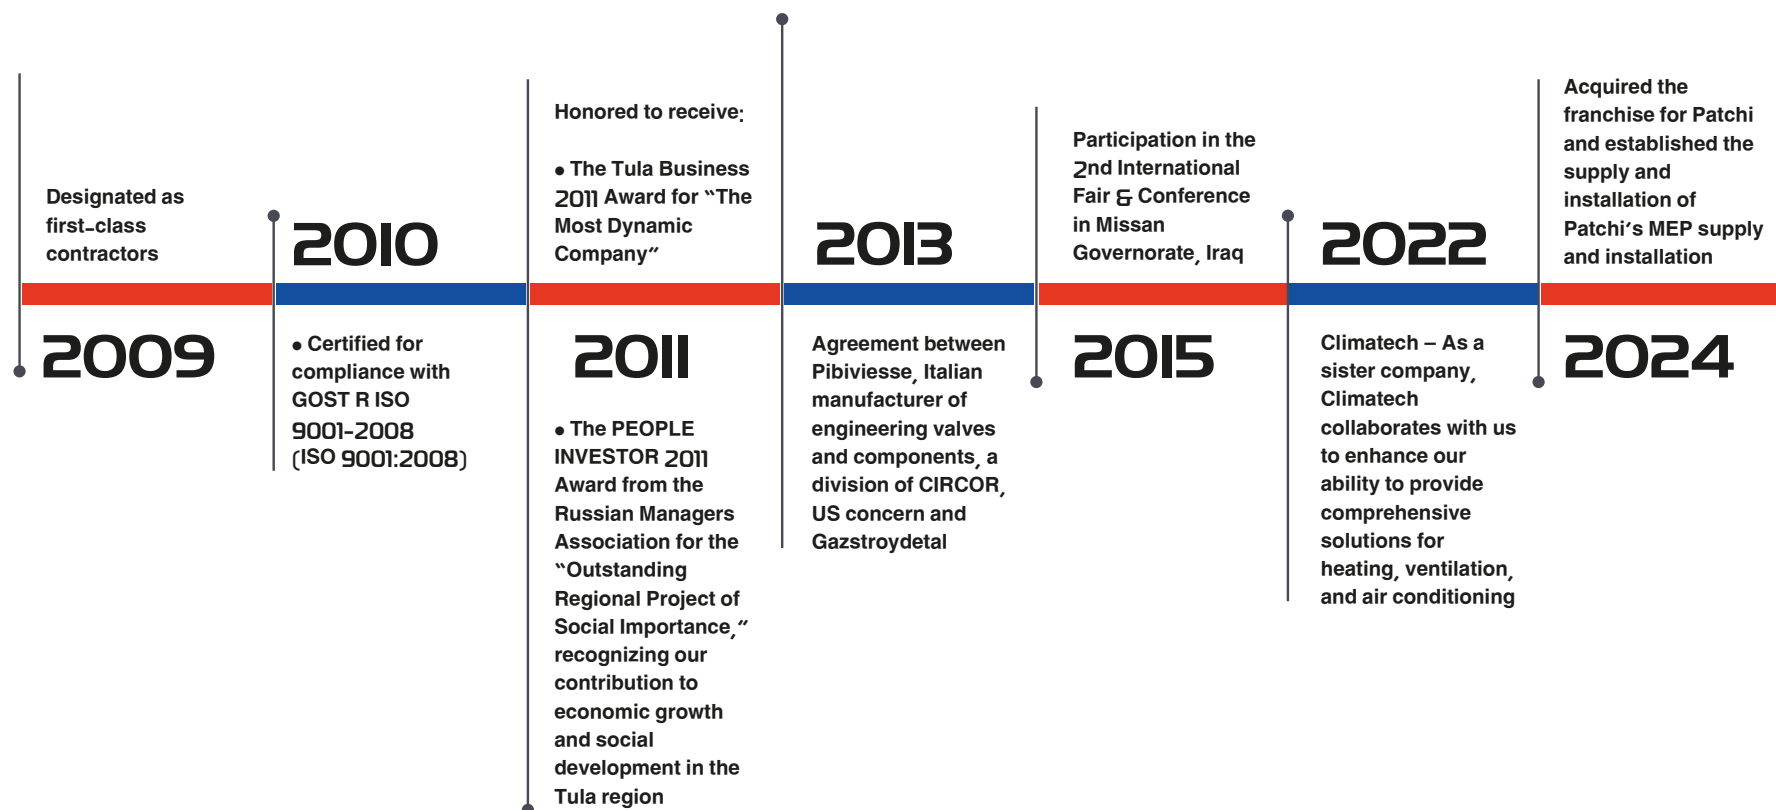 Designated as
first-class
contractors
2009
2010
• Certified for
compliance with
GOST R ISO
9001-2008
(ISO 9001:2008)
Honored to receive:
• The Tula Business
2011 Award for “The
Most Dynamic
Company”
2011
• The PEOPLE
INVESTOR 2011
Award from the
Russian Managers
Association for the
“Outstanding
Regional Project of
Social Importance,”
recognizing our
contribution to
economic growth
and social
development in the
Tula region
2013
Agreement between
Pibiviesse, Italian
manufacturer of
engineering valves
and components, a
division of CIRCOR,
US concern and
Gazstroydetal
Participation in the
2nd International
Fair & Conference
in Missan
Governorate, Iraq
2015
2022
Climatech – As a
sister company,
Climatech
collaborates with us
to enhance our
ability to provide
comprehensive
solutions for
heating, ventilation,
and air conditioning
Acquired the
franchise for Patchi
and established the
supply and
installation of
Patchi’s MEP supply
and installation
2024